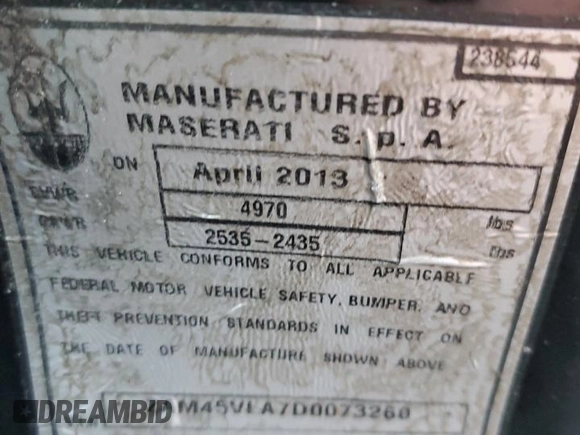 238544
MANUFACTURED BY
MASERATI S.p.A.
ON April 2013
GVWR 4970 lbs
GAWR 2535-2435 lbs
THIS VEHICLE CONFORMS TO ALL APPLICABLE
FEDERAL MOTOR VEHICLE SAFETY, BUMPER, AND
THEFT PREVENTION STANDARDS IN EFFECT ON
THE DATE OF MANUFACTURE SHOWN ABOVE
M45VLA7D0073260
DREAMBID